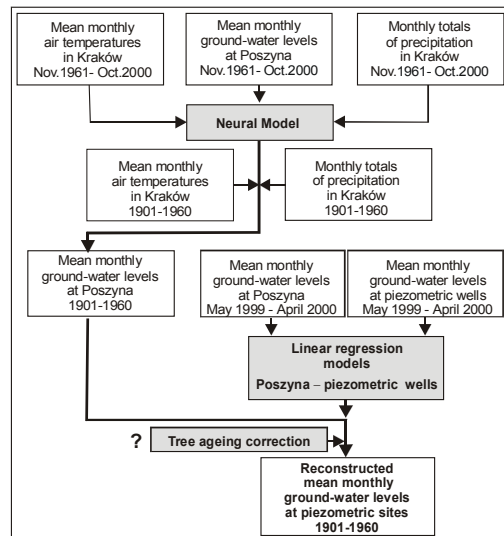 Mean monthly
air temperatures
in Kraków
Nov.1961- Oct.2000
Mean monthly
ground-water levels
at Poszyna
Nov.1961- Oct.2000
Monthly totals
of precipitation
in Kraków
Nov.1961- Oct.2000
Neural Model
Mean monthly
air temperatures
in Kraków
1901-1960
Monthly totals
of precipitation
in Kraków
1901-1960
Mean monthly
ground-water levels
at Poszyna
1901-1960
Mean monthly
ground-water levels
at Poszyna
May 1999 - April 2000
Mean monthly
ground-water levels
at piezometric wells
May 1999 - April 2000
Linear regression
models
Poszyna – piezometric wells
? Tree ageing correction
Reconstructed
mean monthly
ground-water levels
at piezometric sites
1901-1960